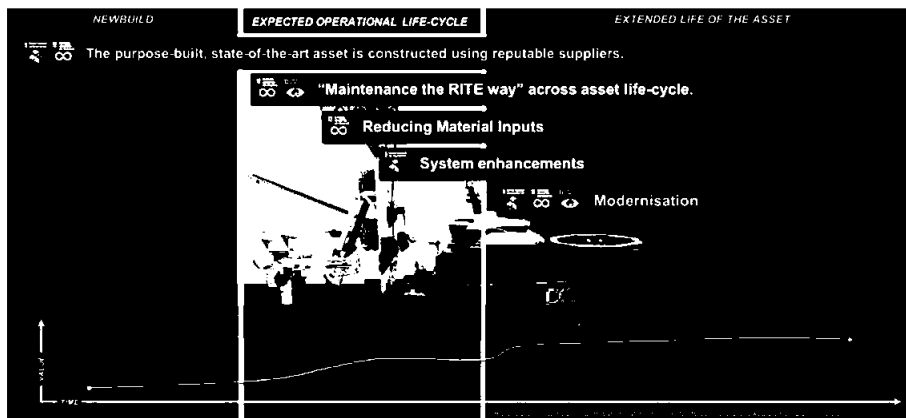 NEWBUILD
EXPECTED OPERATIONAL LIFE-CYCLE
EXTENDED LIFE OF THE ASSET
The purpose-built, state-of-the-art asset is constructed using reputable suppliers.
"Maintenance the RITE way" across asset life-cycle.
Reducing Material Inputs
System enhancements
Modernisation
VALUE
TIME